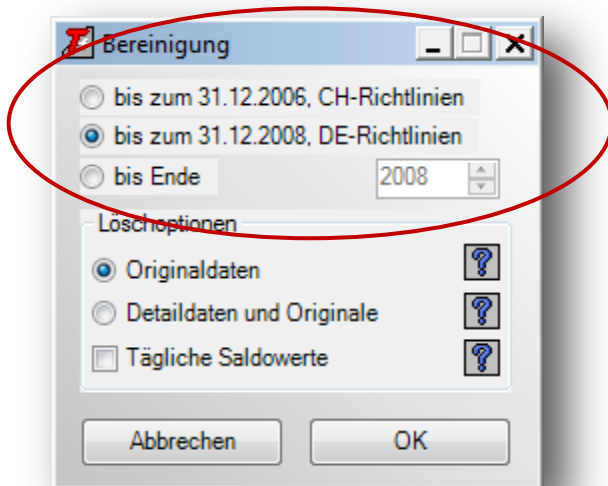 Bereinigung
bis zum 31.12.2006, CH-Richtlinien
bis zum 31.12.2008, DE-Richtlinien
bis Ende 2008
Löschoptionen
Originaldaten
Detaildaten und Originale
Tägliche Saldowerte
Abbrechen OK